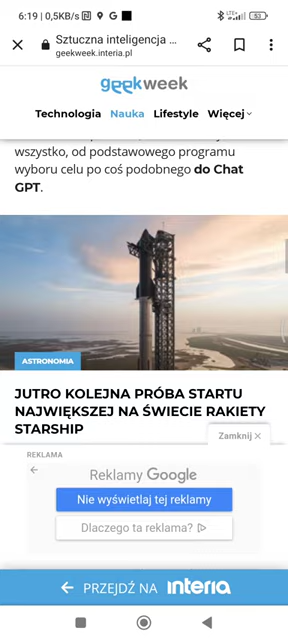 6:19 | 0,5KB/s
LTE+
53
Sztuczna inteligencja ...
geekweek.interia.pl
geekweek
Technologia Nauka Lifestyle Więcej
wszystko, od podstawowego programu
wyboru celu po coś podobnego do Chat
GPT.
ASTRONOMIA
JUTRO KOLEJNA PRÓBA STARTU
NAJWIĘKSZEJ NA ŚWIECIE RAKIETY
STARSHIP
Zamknij ×
REKLAMA
Reklamy Google
Nie wyświetlaj tej reklamy
Dlaczego ta reklama?
← PRZEJDŹ NA interia